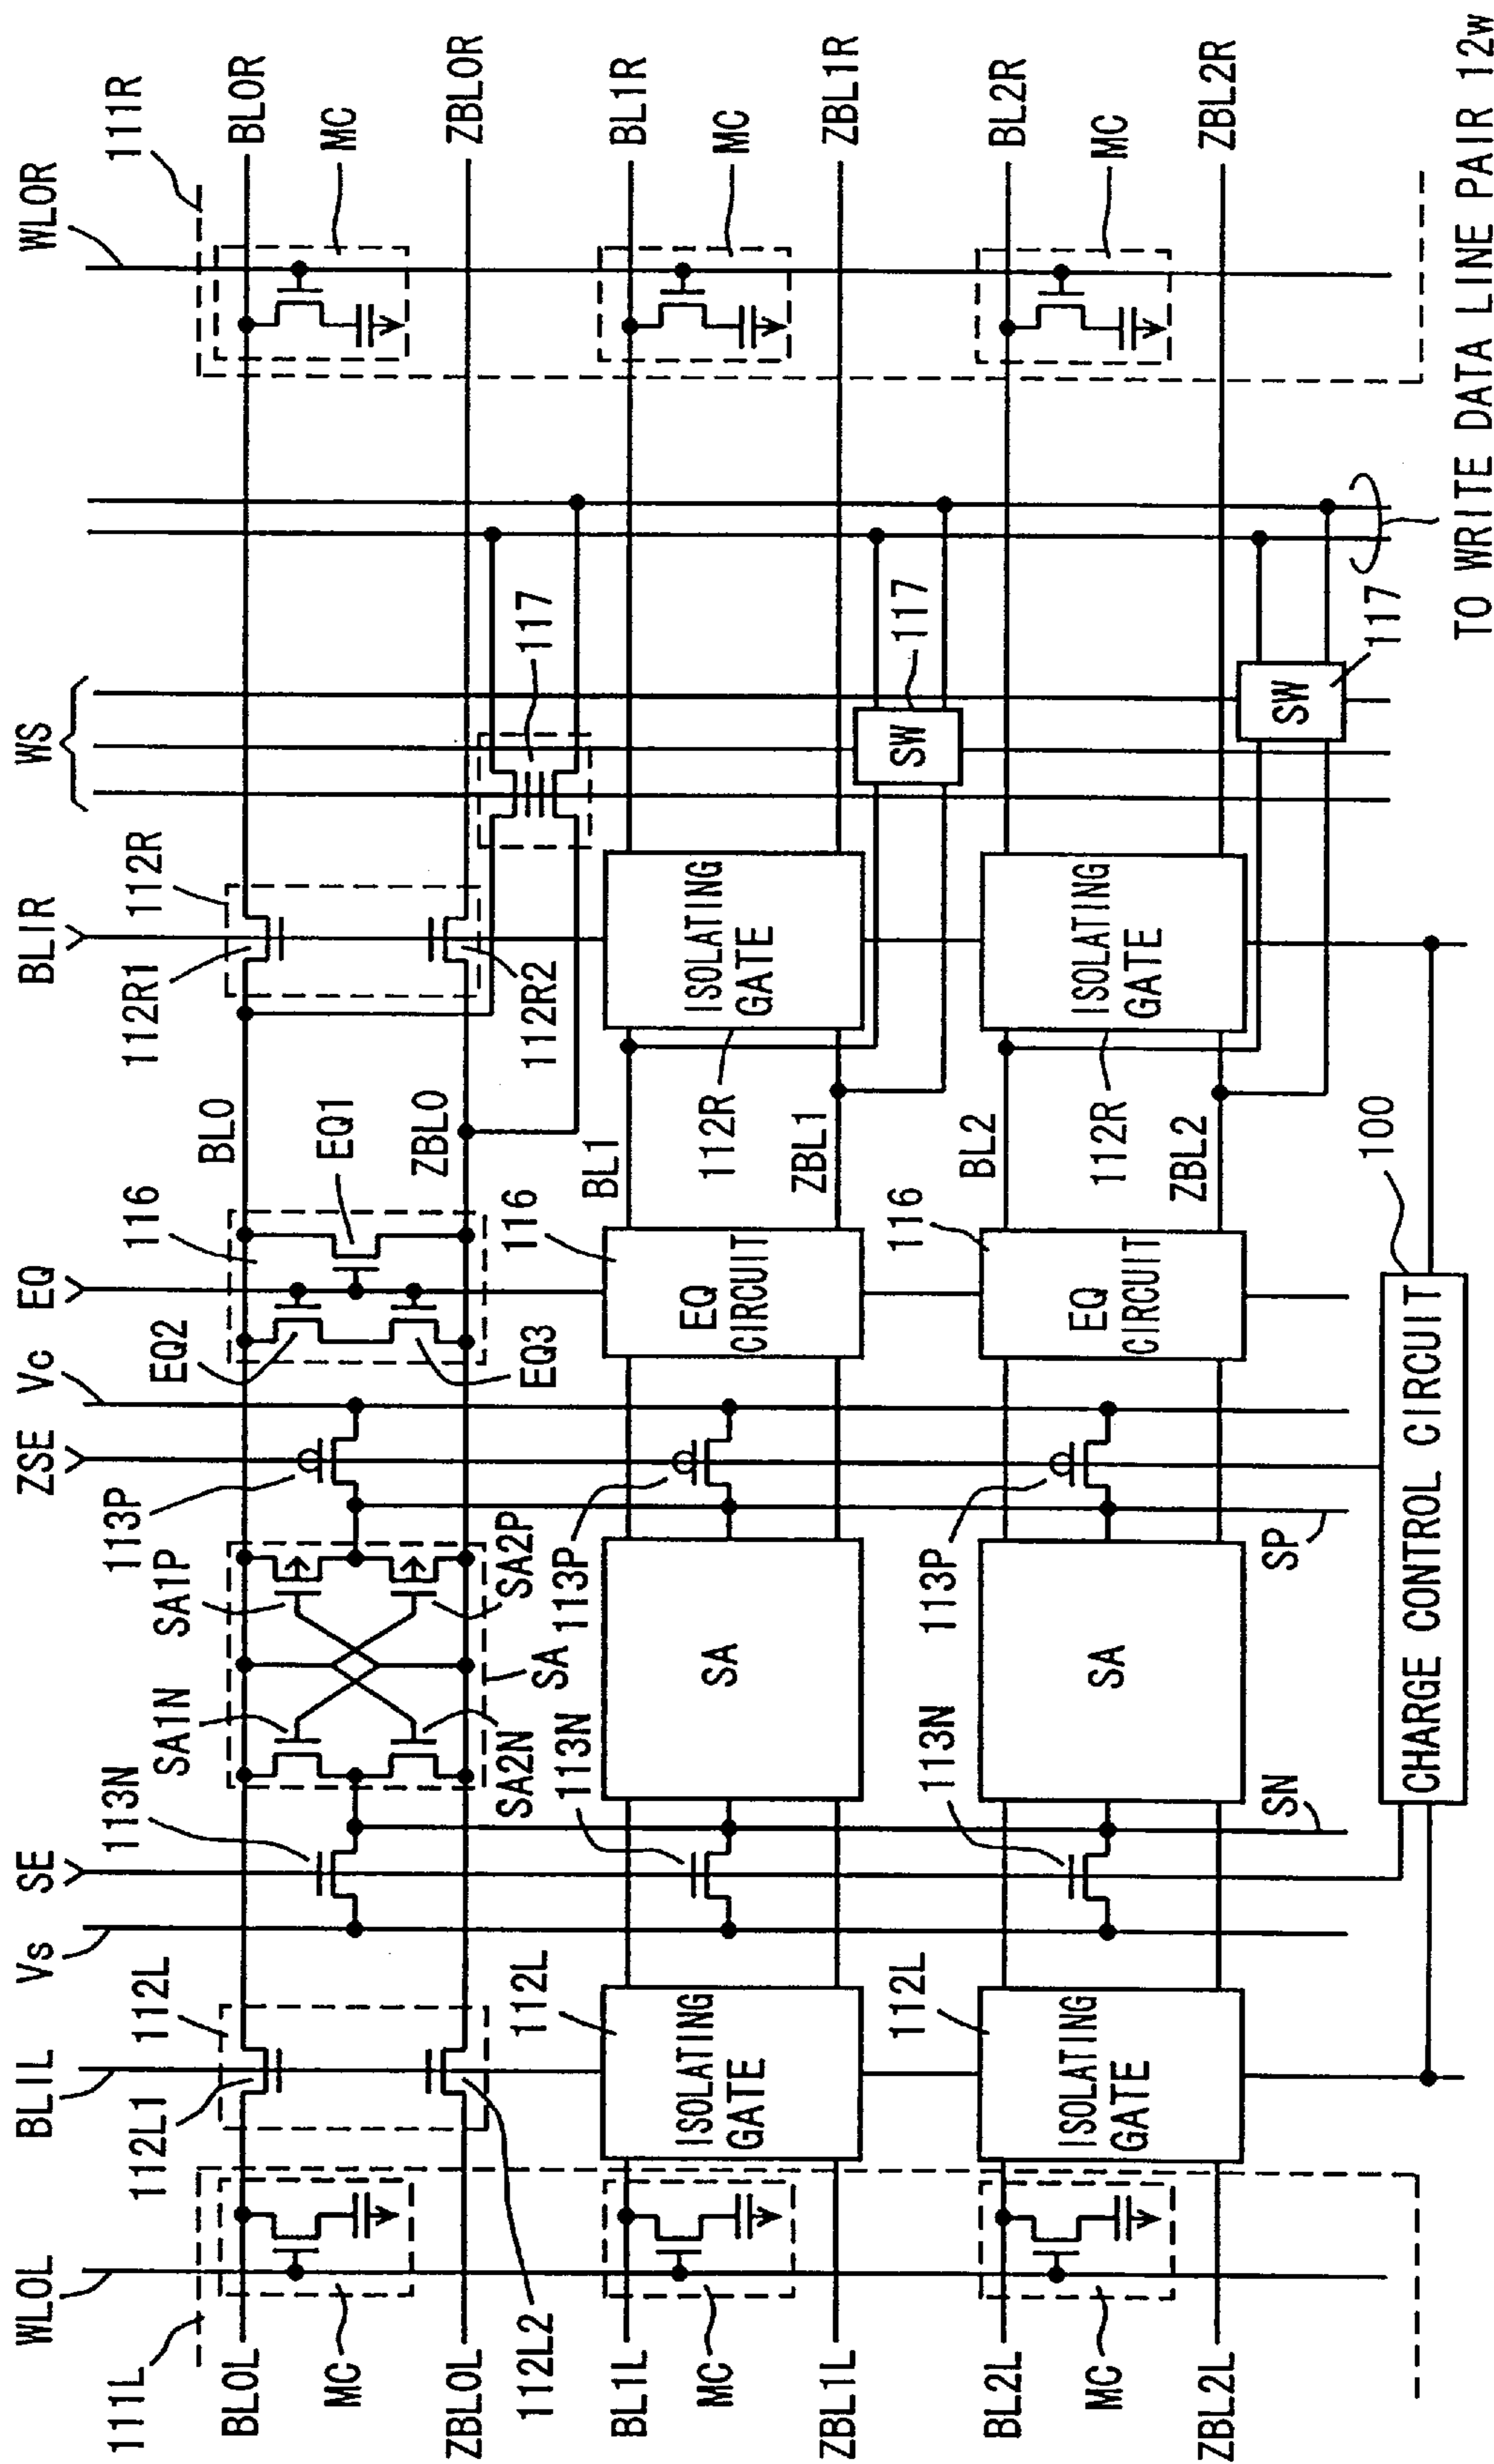 WL0L
BLIL
Vs
SE
ZSE
Vc
EQ
BLIR
WS
WL0R
111L
112L1
112L
113N
SA1N
SA1P
113P
EQ2
116
EQ1
112R1
112R
111R
BL0L
BL0
BL0R
MC
MC
ZBL0L
ZBL0
ZBL0R
112L2
SA2N
SA
SA2P
EQ3
112R2
117
112L
113N
113P
116
BL1L
BL1
BL1R
MC
ISOLATING
GATE
SA
EQ
CIRCUIT
ISOLATING
GATE
MC
112R
ZBL1L
ZBL1
ZBL1R
SW
117
112L
113N
113P
116
BL2L
BL2
BL2R
MC
ISOLATING
GATE
SA
EQ
CIRCUIT
ISOLATING
GATE
MC
112R
ZBL2L
ZBL2
ZBL2R
SW
117
SN
SP
100
CHARGE CONTROL CIRCUIT
TO WRITE DATA LINE PAIR 12w